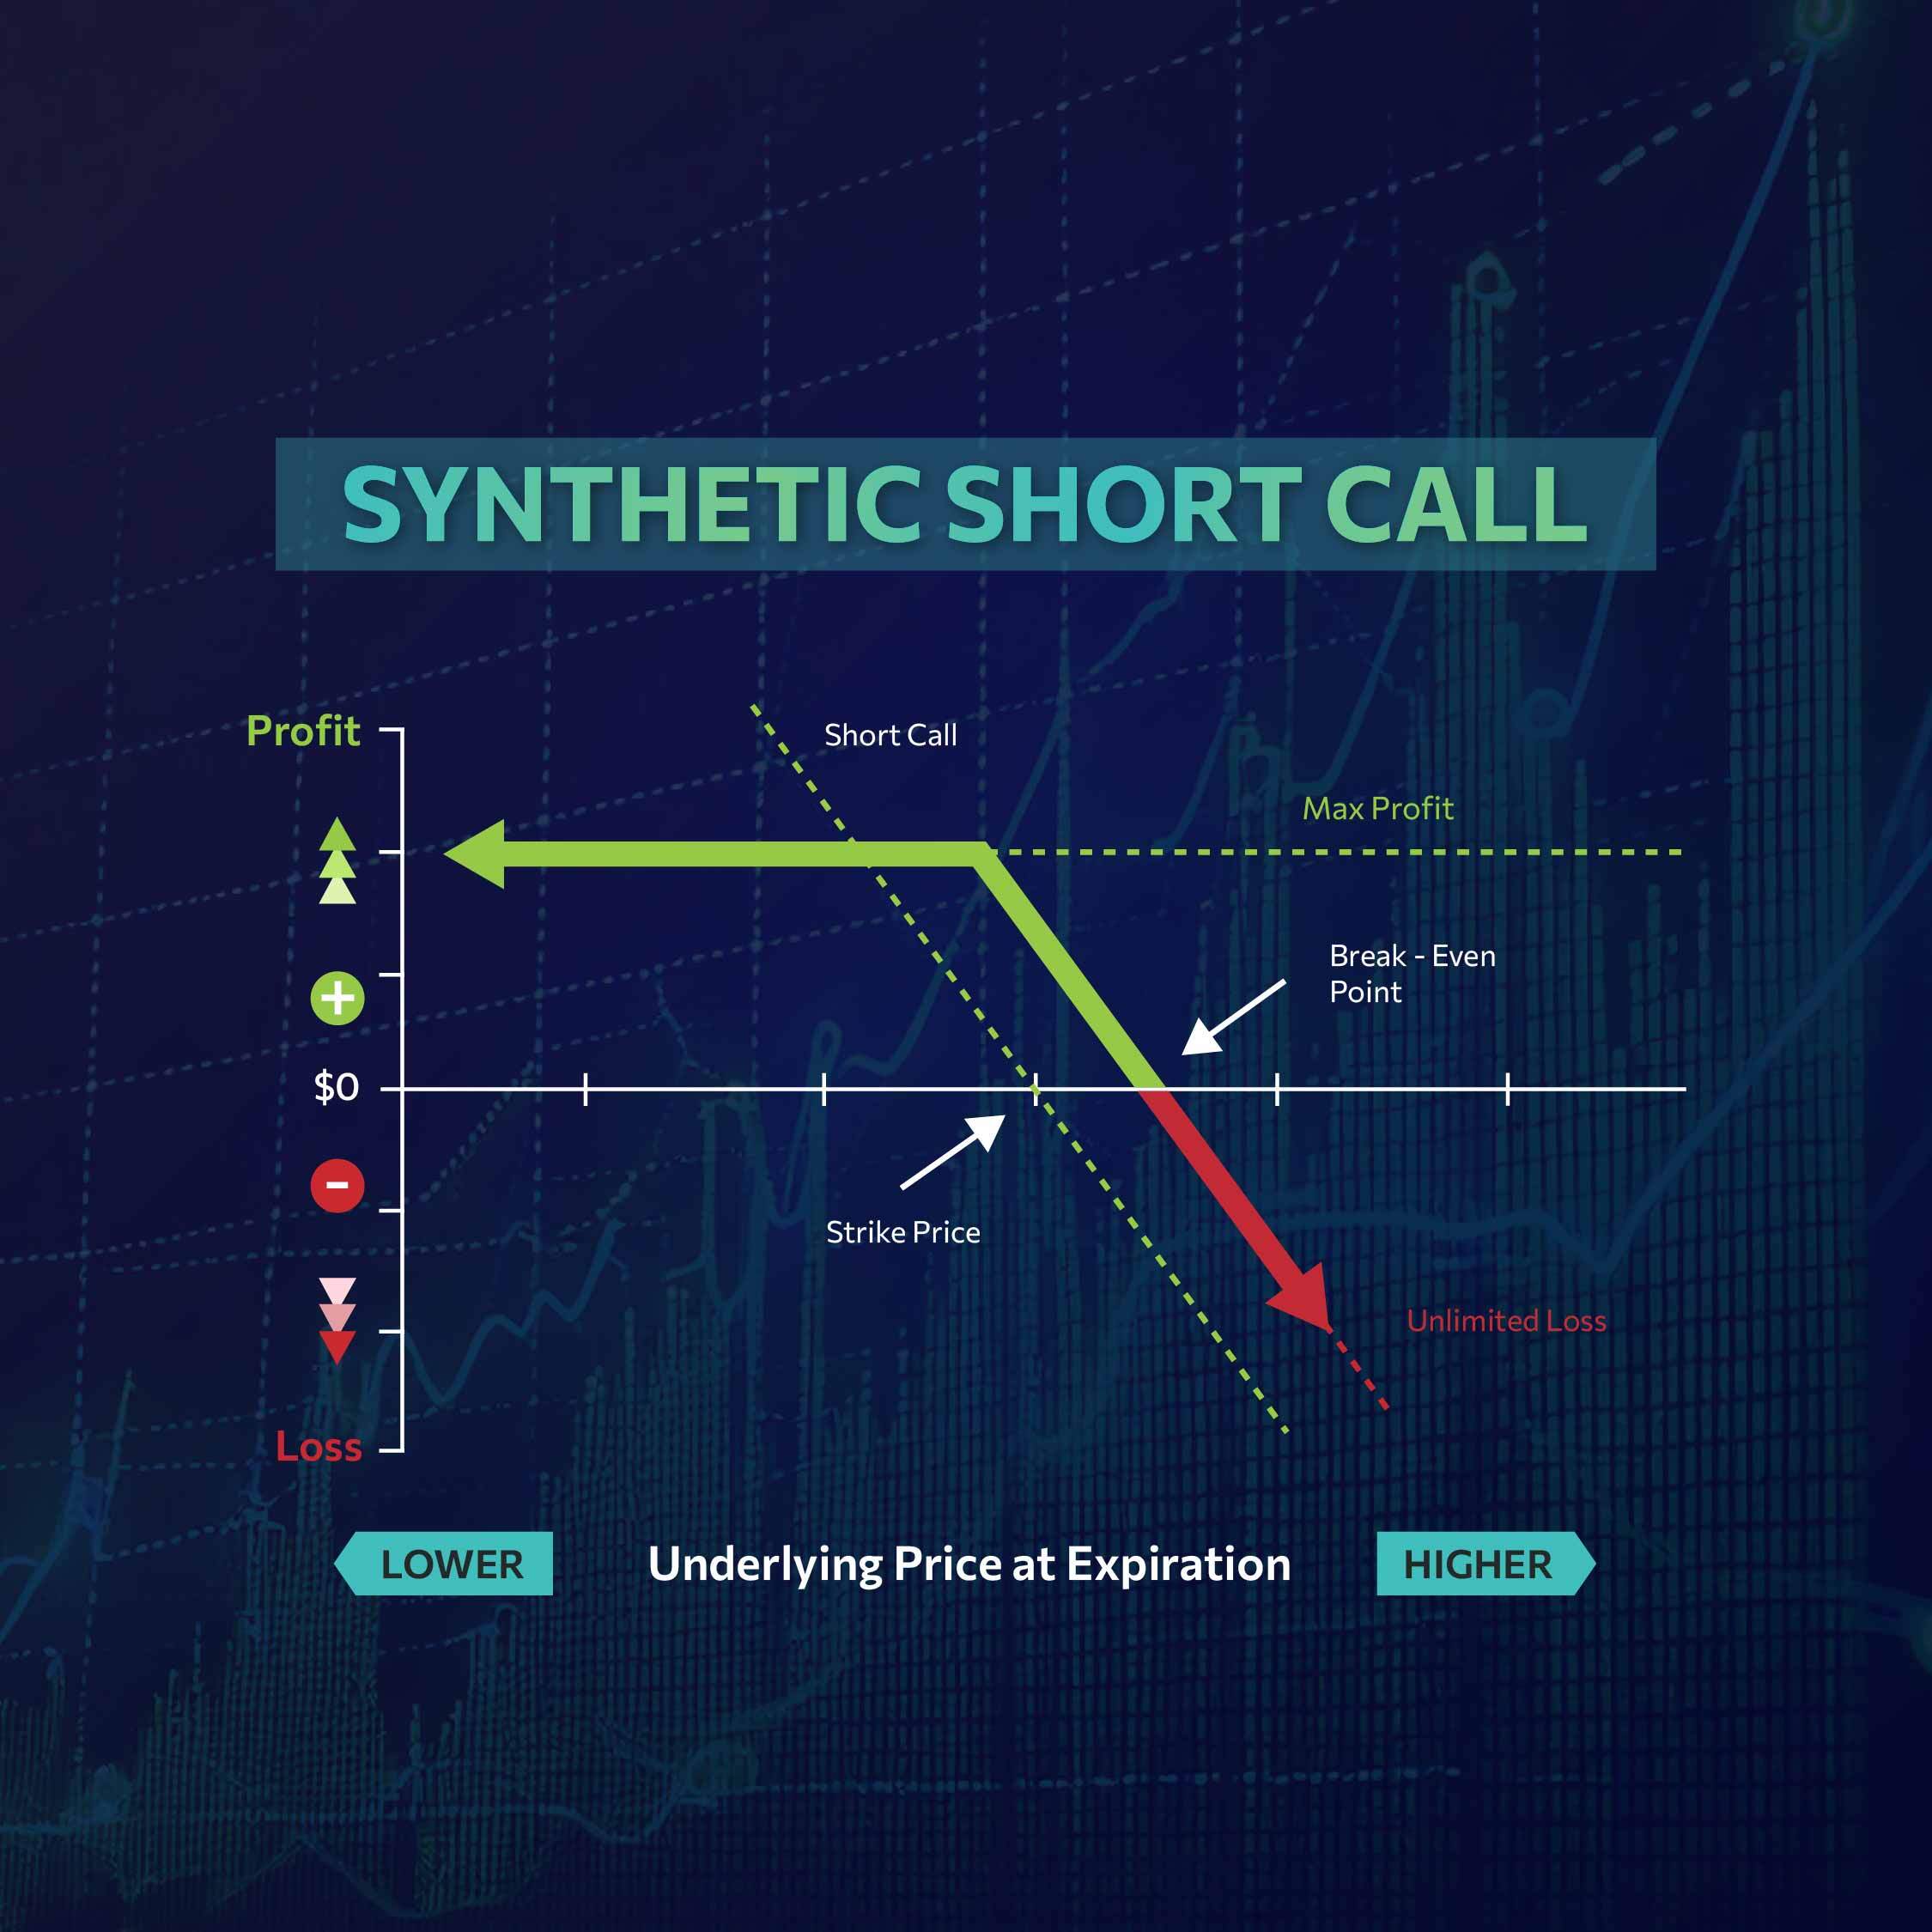 SYNTHETIC SHORT CALL
Profit
Short Call
Max Profit
Break - Even
Point
$0
Strike Price
Unlimited Loss
Loss
LOWER
Underlying Price at Expiration
HIGHER